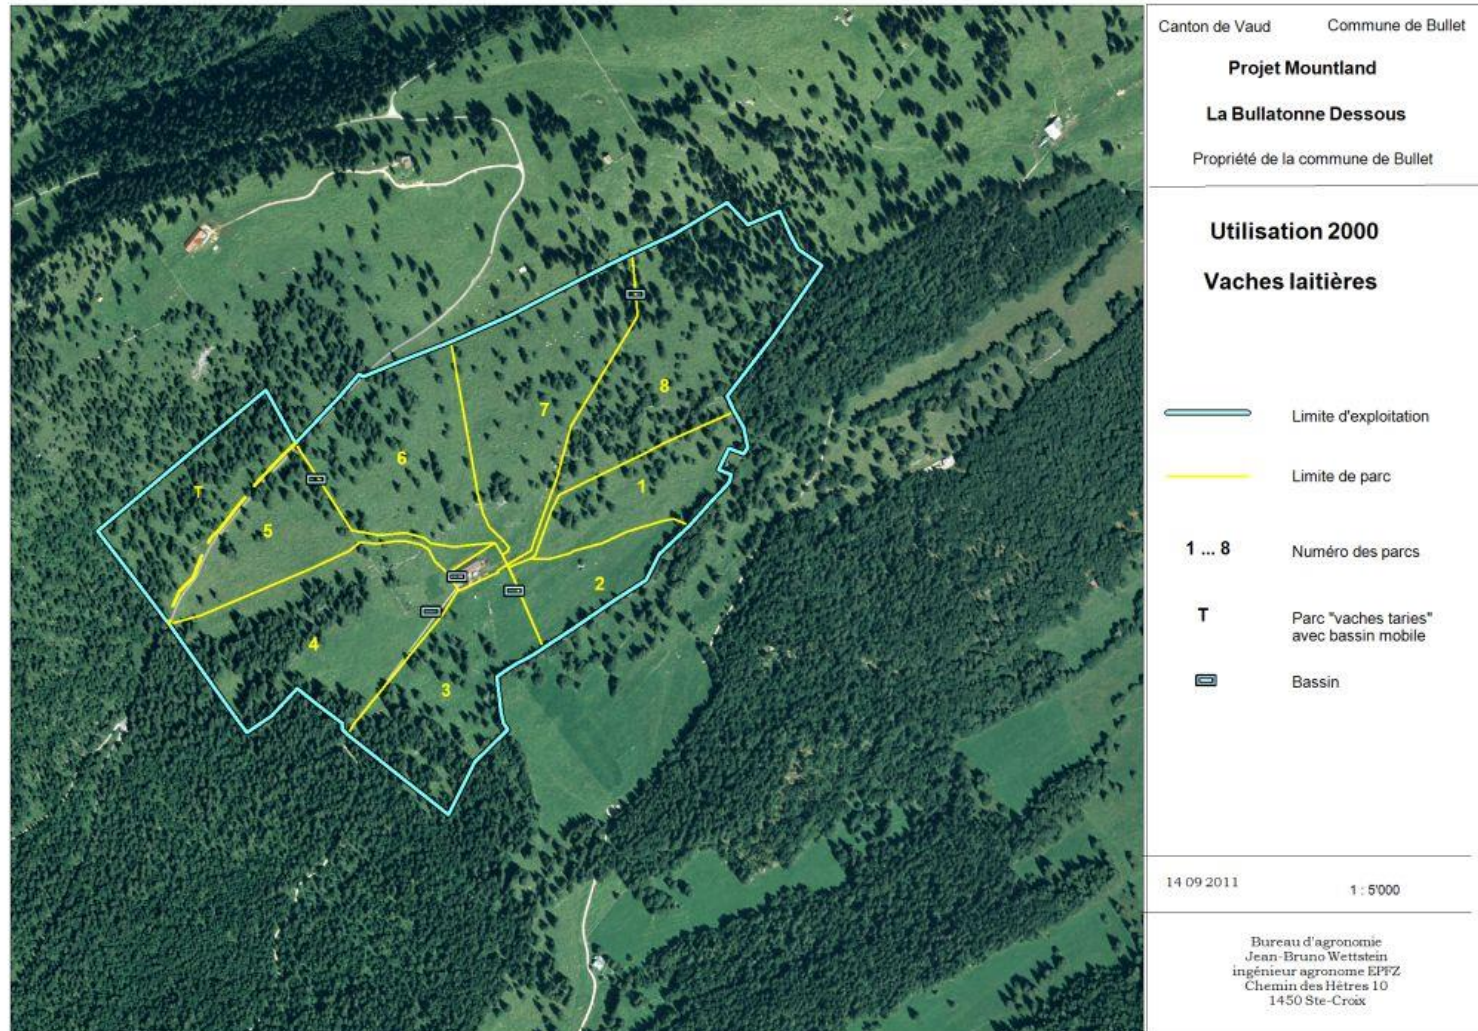 Canton de Vaud Commune de Bullet
Projet Mountland
La Bullatonne Dessous
Propriété de la commune de Bullet
Utilisation 2000
Vaches laitières
Limite d'exploitation
Limite de parc
1 ... 8 Numéro des parcs
T Parc "vaches taries"
avec bassin mobile
Bassin
14 09 2011 1 : 5'000
Bureau d'agronomie
Jean-Bruno Wettstein
ingénieur agronome EPFZ
Chemin des Hêtres 10
1450 Ste-Croix
8
7
6
1
T
5
2
4
3